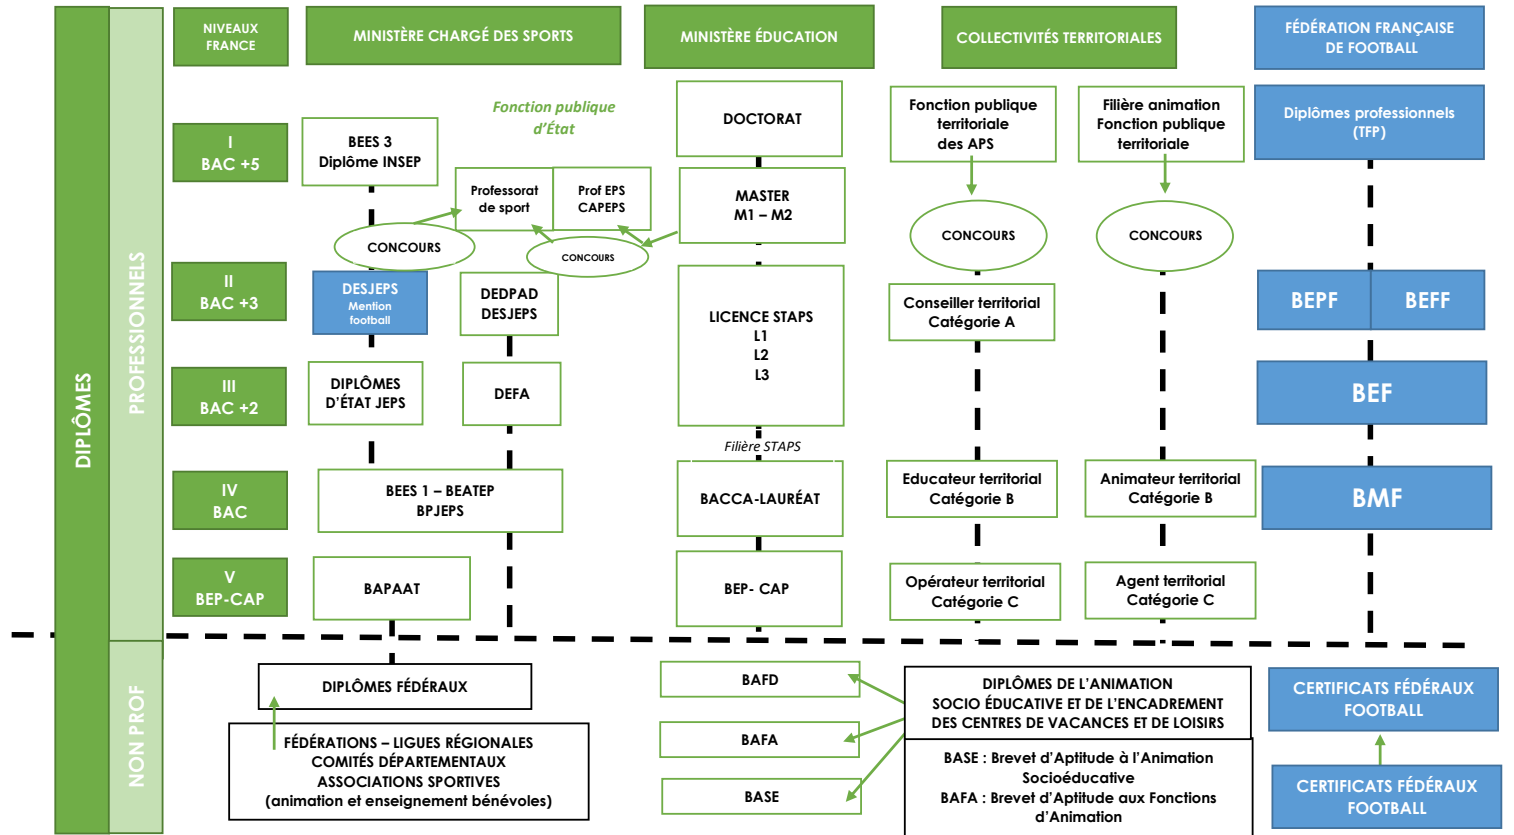 DIPLÔMES
PROFESSIONNELS
NON PROF
NIVEAUX
FRANCE
MINISTÈRE CHARGÉ DES SPORTS
MINISTÈRE ÉDUCATION
COLLECTIVITÉS TERRITORIALES
FÉDÉRATION FRANÇAISE
DE FOOTBALL
I
BAC +5
BEES 3
Diplôme INSEP
Fonction publique
d'État
Professorat
de sport
Prof EPS
CAPEPS
CONCOURS
CONCOURS
DOCTORAT
MASTER
M1 – M2
Fonction publique
territoriale
des APS
Filière animation
Fonction publique
territoriale
CONCOURS
CONCOURS
Diplômes professionnels
(TFP)
II
BAC +3
DESJEPS
Mention
football
DEDPAD
DESJEPS
LICENCE STAPS
L1
L2
L3
Conseiller territorial
Catégorie A
BEPF
BEFF
III
BAC +2
DIPLÔMES
D'ÉTAT JEPS
DEFA
BEF
Filière STAPS
IV
BAC
BEES 1 – BEATEP
BPJEPS
BACCA-LAURÉAT
Educateur territorial
Catégorie B
Animateur territorial
Catégorie B
BMF
V
BEP-CAP
BAPAAT
BEP- CAP
Opérateur territorial
Catégorie C
Agent territorial
Catégorie C
DIPLÔMES FÉDÉRAUX
FÉDÉRATIONS – LIGUES RÉGIONALES
COMITÉS DÉPARTEMENTAUX
ASSOCIATIONS SPORTIVES
(animation et enseignement bénévoles)
BAFD
BAFA
BASE
DIPLÔMES DE L'ANIMATION
SOCIO ÉDUCATIVE ET DE L'ENCADREMENT
DES CENTRES DE VACANCES ET DE LOISIRS
BASE : Brevet d'Aptitude à l'Animation
Socioéducative
BAFA : Brevet d'Aptitude aux Fonctions
d'Animation
CERTIFICATS FÉDÉRAUX
FOOTBALL
CERTIFICATS FÉDÉRAUX
FOOTBALL